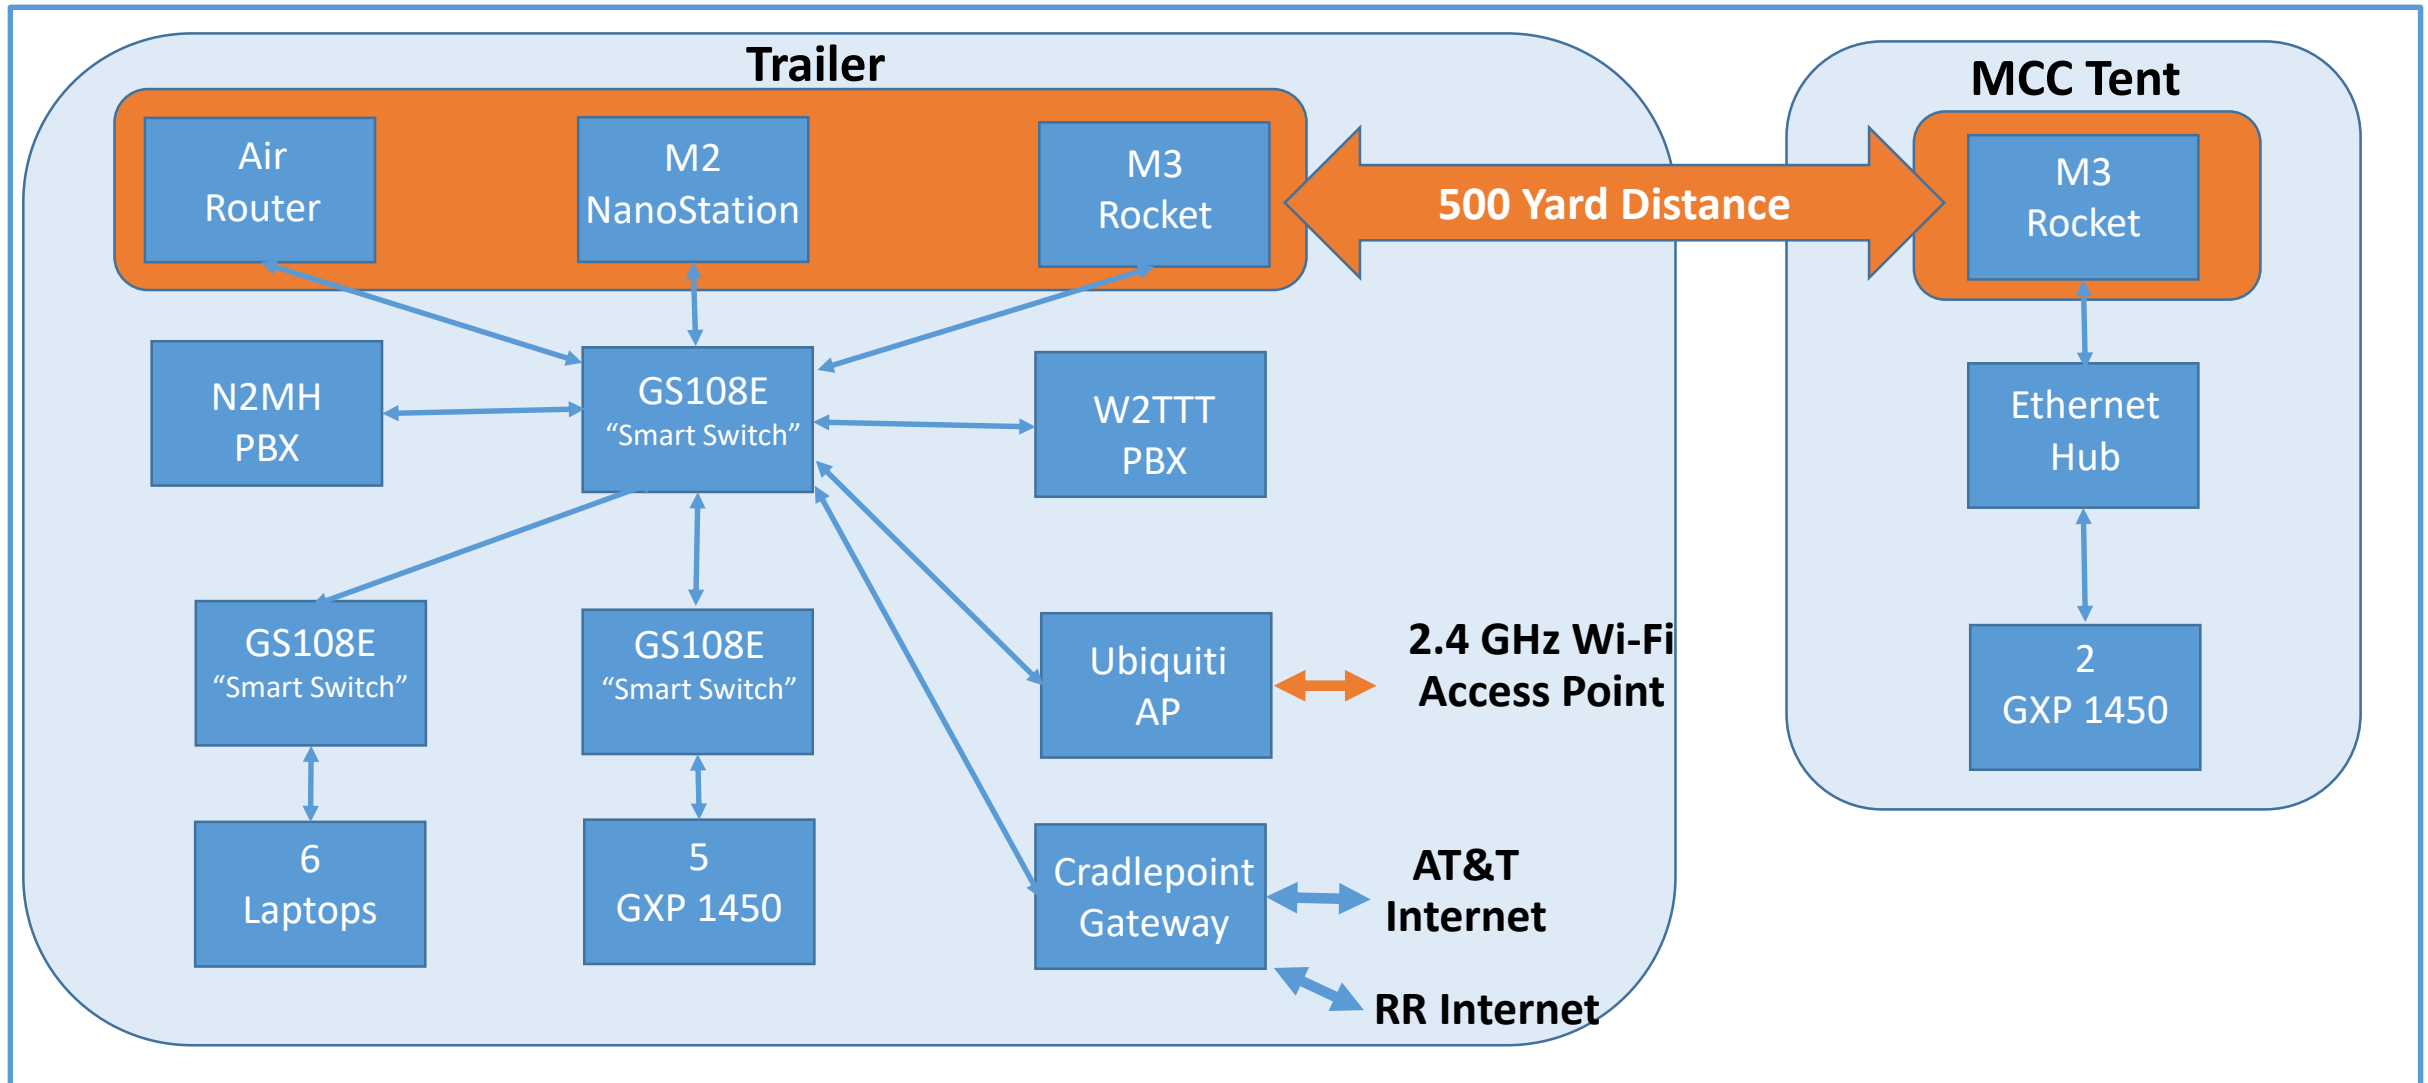 Trailer
MCC Tent
Air
Router
M2
NanoStation
M3
Rocket
500 Yard Distance
M3
Rocket
N2MH
PBX
GS108E
“Smart Switch”
W2TTT
PBX
Ethernet
Hub
GS108E
“Smart Switch”
GS108E
“Smart Switch”
Ubiquiti
AP
2.4 GHz Wi-Fi
Access Point
2
GXP 1450
6
Laptops
5
GXP 1450
Cradlepoint
Gateway
AT&T
Internet
RR Internet